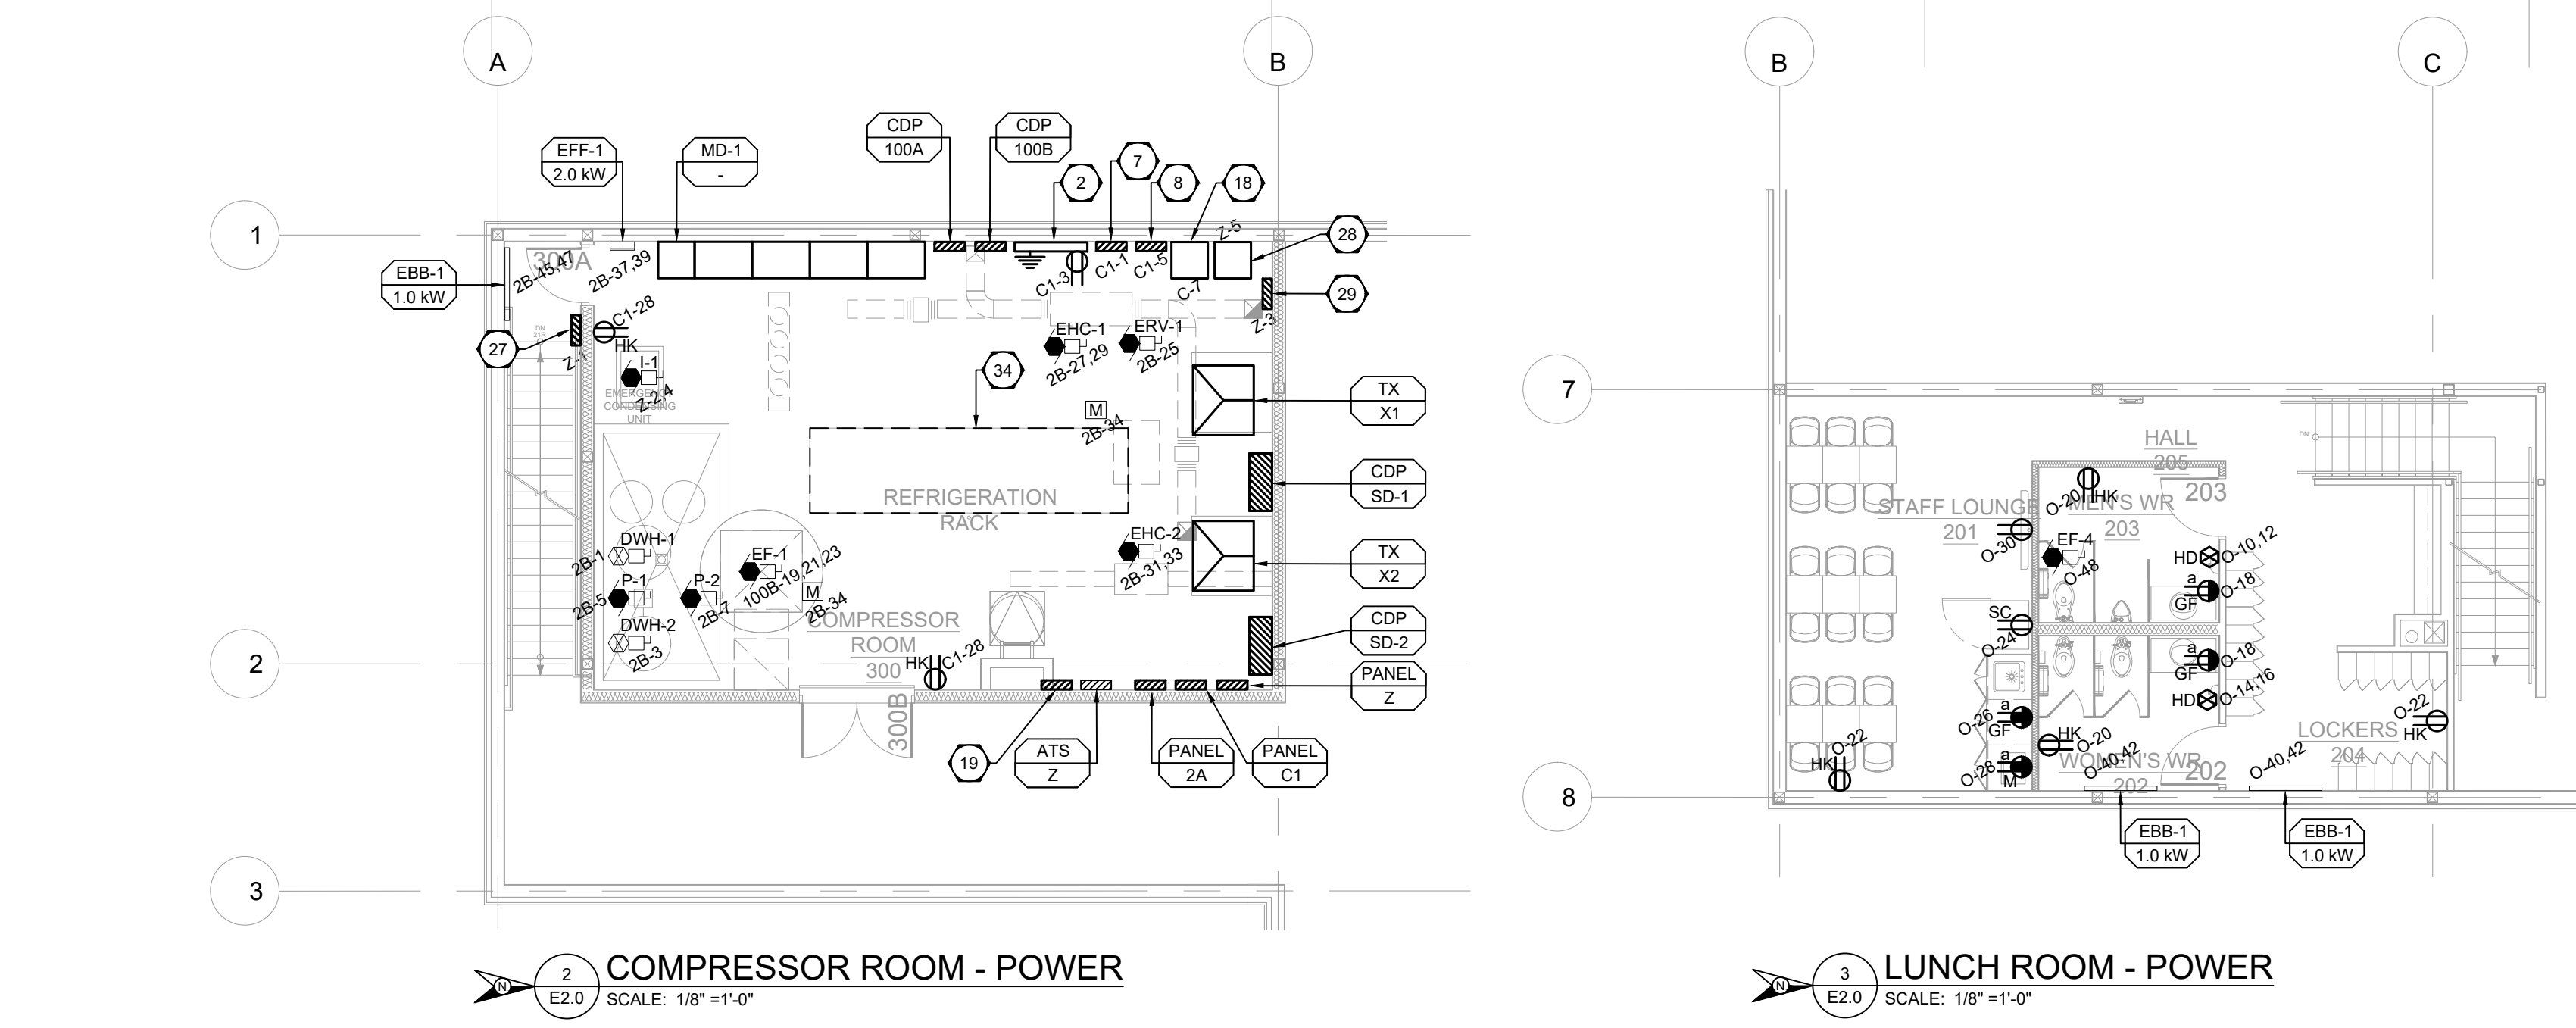 A
B
B
C
CDP
100A
CDP
100B
EFF-1
2.0 kW
MD-1
-
7
2
8
18
1
Z-5
28
300A
2B-45,47
2B-37,39
C1-3
C1-1
C1-5
C-7
EBB-1
1.0 kW
29
C1-28
HK
Z-3
27
Z-1
DN
21R
EHC-1
2B-27,29
ERV-1
2B-25
I-1
Z-2,4
EMERGENCY
CONDENSING
UNIT
34
M
2B-34
TX
X1
7
CDP
SD-1
REFRIGERATION
RACK
DWH-1
2B-1
EF-1
100B-19,21,23
EHC-2
2B-31,33
TX
X2
P-1
2B-5
P-2
2B-7
M
2B-34
DWH-2
2B-3
COMPRESSOR
ROOM
300
HK
C1-28
CDP
SD-2
2
PANEL
Z
300B
19
ATS
Z
PANEL
2A
PANEL
C1
3
2
E2.0
N
COMPRESSOR ROOM - POWER
SCALE: 1/8" =1'-0"
HALL
205
DN
STAFF LOUNGE
201
O-20
HK
MEN'S WR
203
203
O-30
EF-4
O-48
HD
O-10,12
a
O-18
GF
SC
O-24
a
O-18
GF
HD
O-14,16
O-26
a
GF
O-22
HK
LOCKERS
204
O-22
HK
HK
O-20
O-28
a
M
WOMEN'S WR
202
202
O-40,42
O-40,42
8
EBB-1
1.0 kW
EBB-1
1.0 kW
3
E2.0
N
LUNCH ROOM - POWER
SCALE: 1/8" =1'-0"